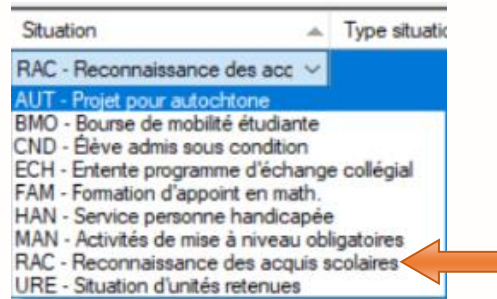 Situation Type situatio
RAC - Reconnaissance des acc
AUT - Projet pour autochtone
BMO - Bourse de mobilité étudiante
CND - Élève admis sous condition
ECH - Entente programme d'échange collégial
FAM - Formation d'appoint en math.
HAN - Service personne handicapée
MAN - Activités de mise à niveau obligatoires
RAC - Reconnaissance des acquis scolaires
URE - Situation d'unités retenues